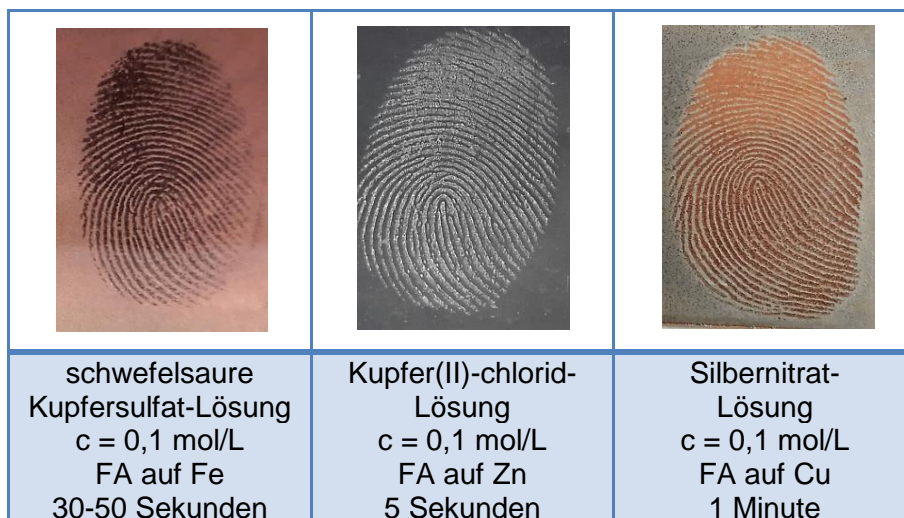 schwefelsaure
Kupfersulfat-Lösung
c = 0,1 mol/L
FA auf Fe
30-50 Sekunden
Kupfer(II)-chlorid-
Lösung
c = 0,1 mol/L
FA auf Zn
5 Sekunden
Silbernitrat-
Lösung
c = 0,1 mol/L
FA auf Cu
1 Minute